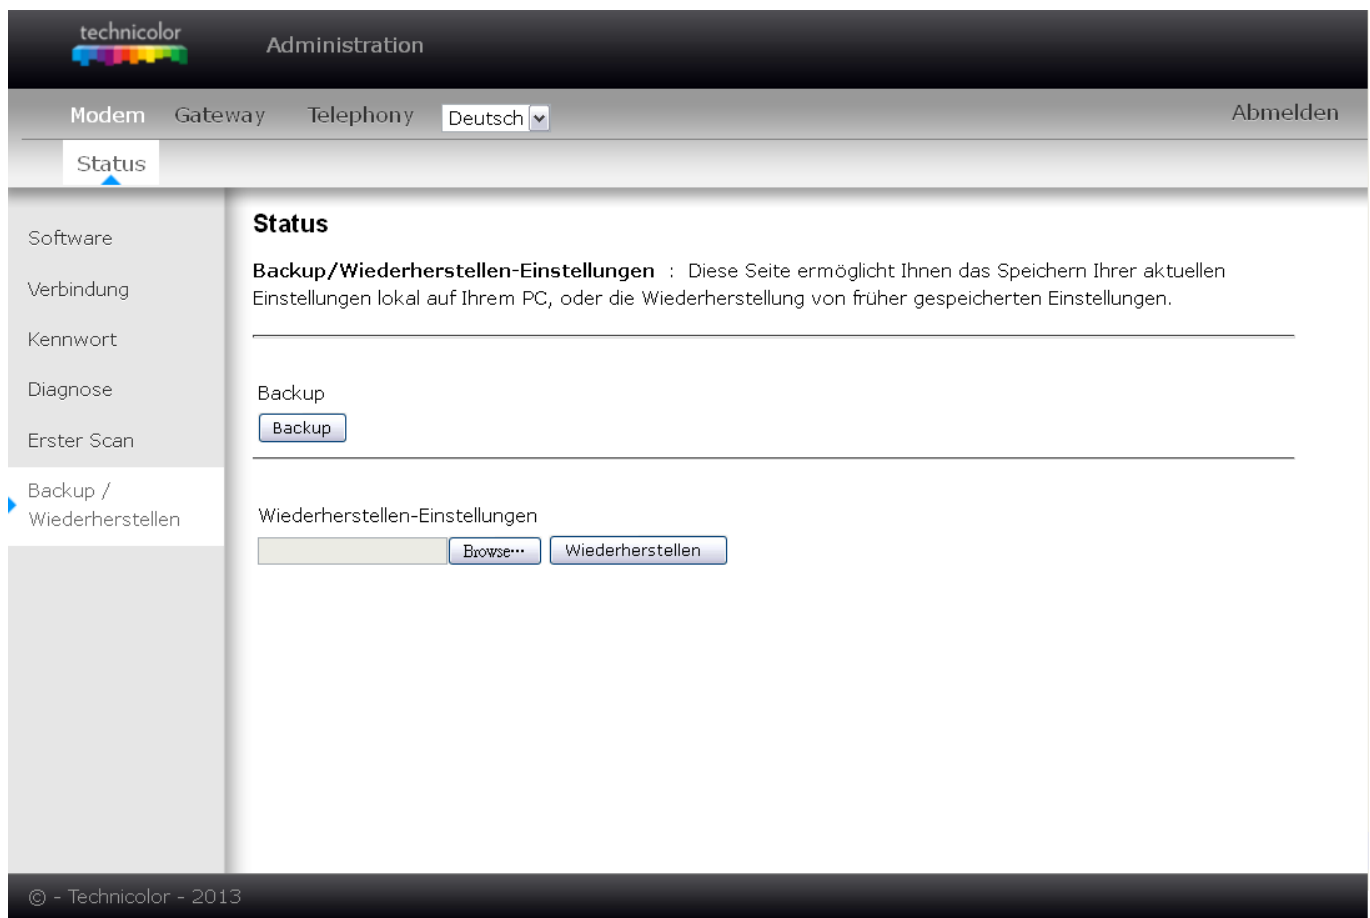 technicolor
Administration
Modem Gateway Telephony Deutsch Abmelden
Status
Software
Verbindung
Kennwort
Diagnose
Erster Scan
Backup /
Wiederherstellen
Status
Backup/Wiederherstellen-Einstellungen : Diese Seite ermöglicht Ihnen das Speichern Ihrer aktuellen
Einstellungen lokal auf Ihrem PC, oder die Wiederherstellung von früher gespeicherten Einstellungen.
Backup
Backup
Wiederherstellen-Einstellungen
Browse… Wiederherstellen
© - Technicolor - 2013